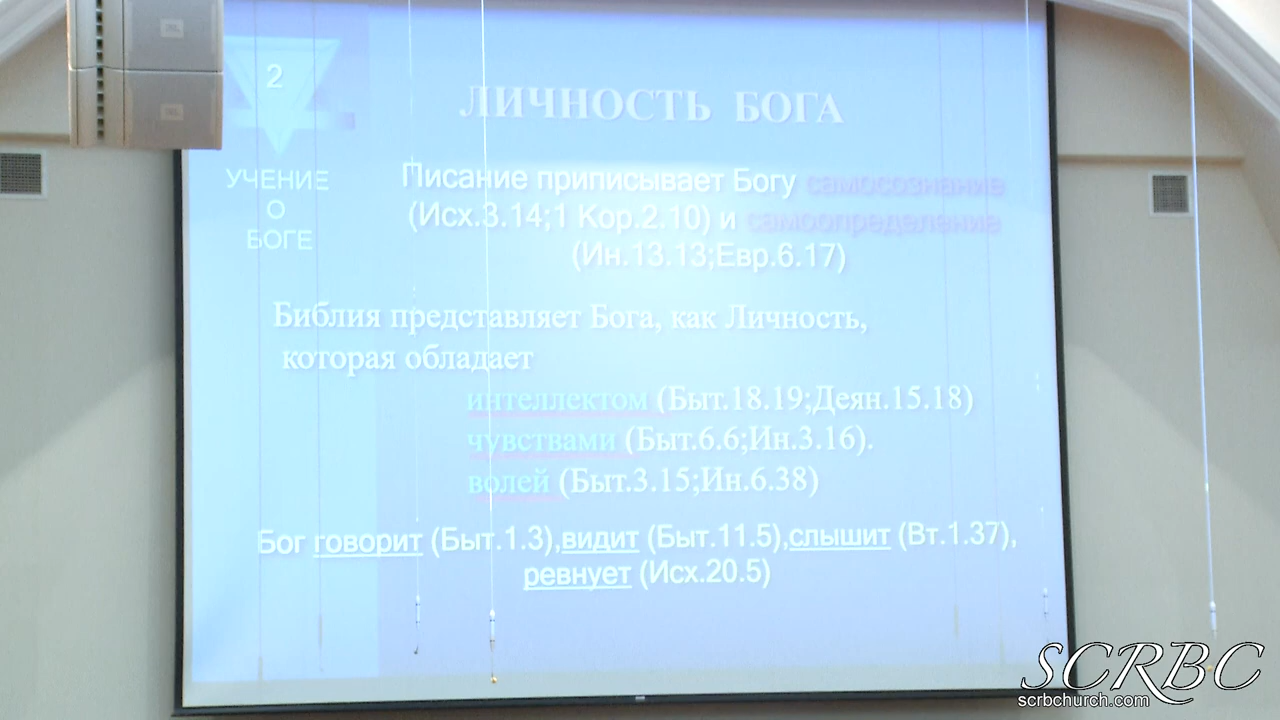 2
УЧЕНИЕ
О
БОГЕ
ЛИЧНОСТЬ БОГА
Писание приписывает Богу самосознание
(Исх.3.14;1 Кор.2.10) и самоопределение
(Ин.13.13;Евр.6.17)
Библия представляет Бога, как Личность,
которая обладает
интеллектом (Быт.18.19;Деян.15.18)
чувствами (Быт.6.6;Ин.3.16).
волей (Быт.3.15;Ин.6.38)
Бог говорит (Быт.1.3),видит (Быт.11.5),слышит (Вт.1.37),
ревнует (Исх.20.5)
SCRBC
scrbchurch.com